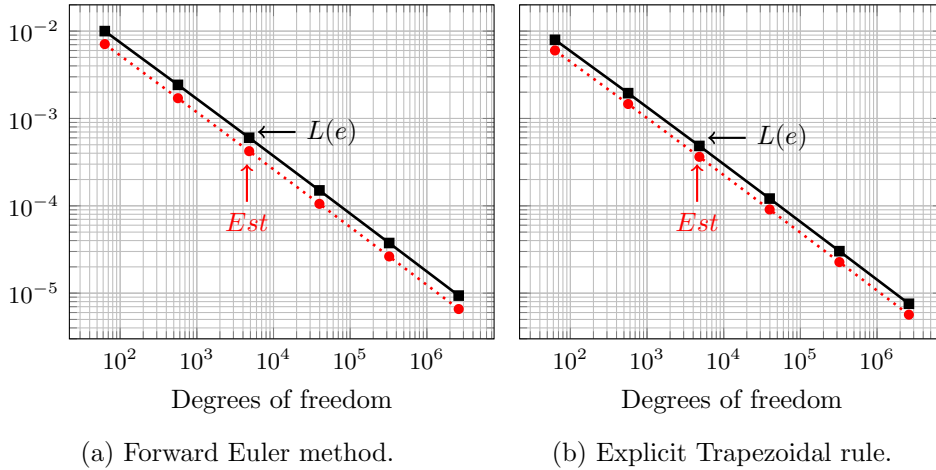 10^{-2}
10^{-3}
10^{-4}
10^{-5}
L(e)
Est
10^2 10^3 10^4 10^5 10^6
Degrees of freedom
(a) Forward Euler method.
L(e)
Est
10^2 10^3 10^4 10^5 10^6
Degrees of freedom
(b) Explicit Trapezoidal rule.